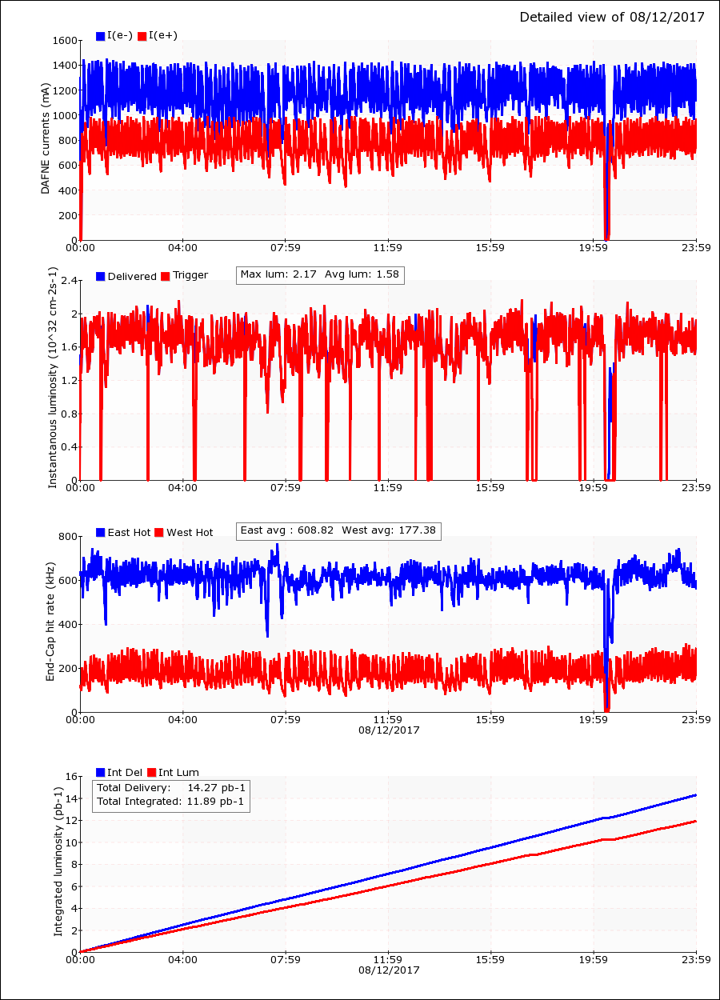 Detailed view of 08/12/2017
I(e-) I(e+)
DAFNE currents (mA)
1600
1400
1200
1000
800
600
400
200
0
00:00 04:00 07:59 11:59 15:59 19:59 23:59
Delivered Trigger
Max lum: 2.17 Avg lum: 1.58
Instantanous luminosity (10^32 cm-2s-1)
2.4
2
1.6
1.2
0.8
0.4
0
00:00 04:00 07:59 11:59 15:59 19:59 23:59
East Hot West Hot
East avg : 608.82 West avg: 177.38
End-Cap hit rate (kHz)
800
600
400
200
0
00:00 04:00 07:59 11:59 15:59 19:59 23:59
08/12/2017
Int Del Int Lum
Total Delivery: 14.27 pb-1
Total Integrated: 11.89 pb-1
Integrated luminosity (pb-1)
16
14
12
10
8
6
4
2
0
00:00 04:00 07:59 11:59 15:59 19:59 23:59
08/12/2017